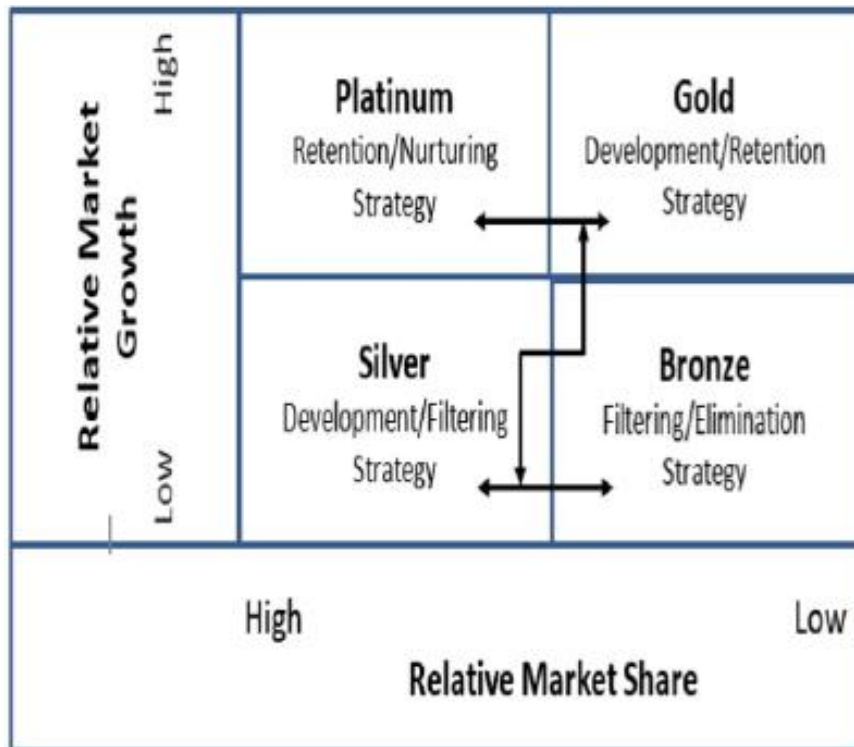 Relative Market
Growth
High
Low
Platinum
Retention/Nurturing
Strategy
Gold
Development/Retention
Strategy
Silver
Development/Filtering
Strategy
Bronze
Filtering/Elimination
Strategy
High
Low
Relative Market Share